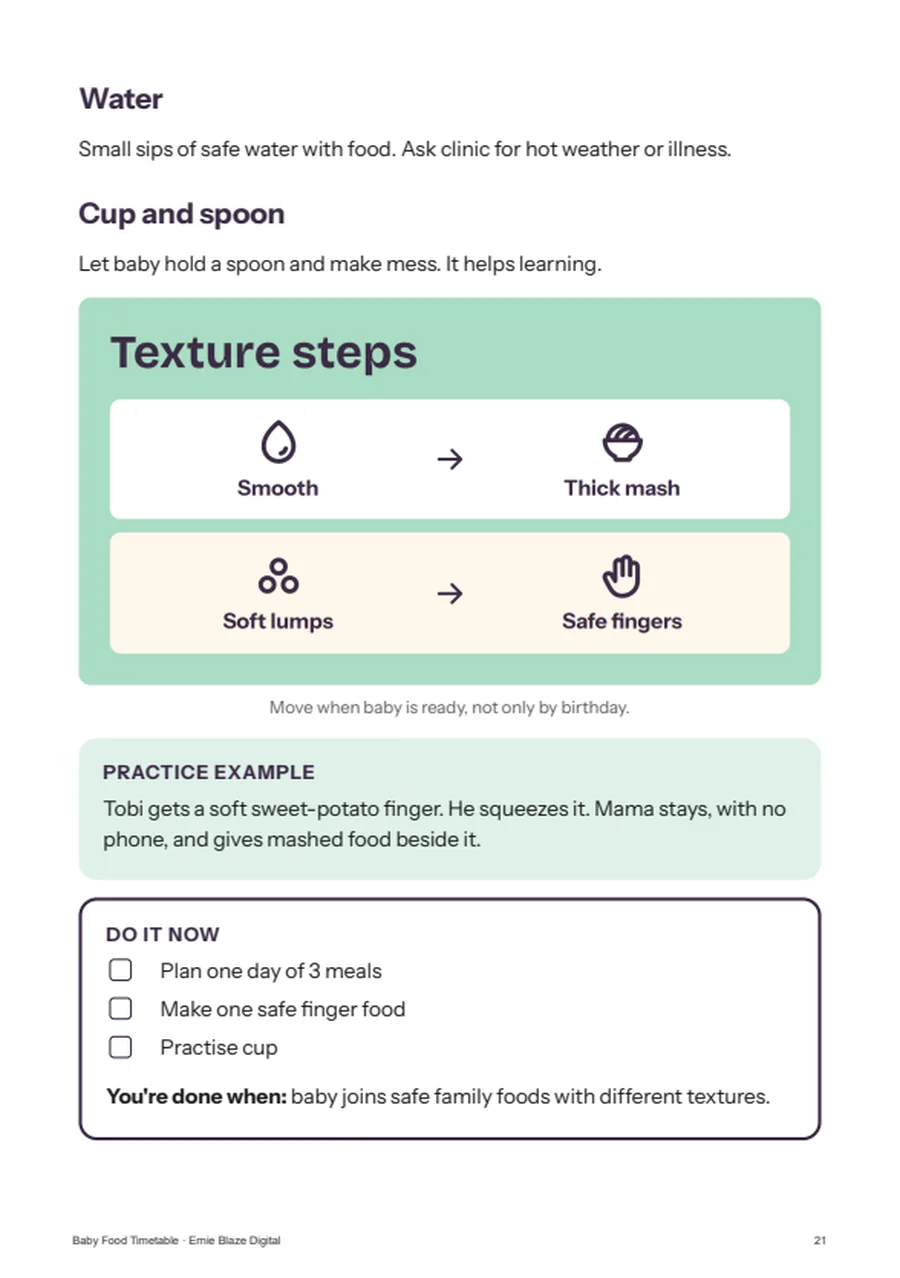 Water
Small sips of safe water with food. Ask clinic for hot weather or illness.
Cup and spoon
Let baby hold a spoon and make mess. It helps learning.
Texture steps
Smooth
→
Thick mash
Soft lumps
→
Safe fingers
Move when baby is ready, not only by birthday.
PRACTICE EXAMPLE
Tobi gets a soft sweet-potato finger. He squeezes it. Mama stays, with no
phone, and gives mashed food beside it.
DO IT NOW
Plan one day of 3 meals
Make one safe finger food
Practise cup
You're done when: baby joins safe family foods with different textures.
Baby Food Timetable · Ernie Blaze Digital
21